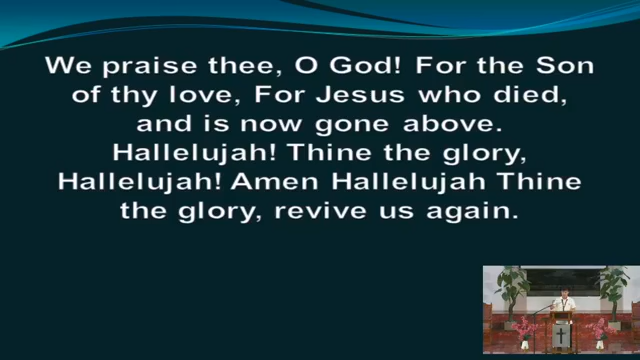 We praise thee, O God! For the Son
of thy love, For Jesus who died,
and is now gone above.
Hallelujah! Thine the glory,
Hallelujah! Amen Hallelujah Thine
the glory, revive us again.